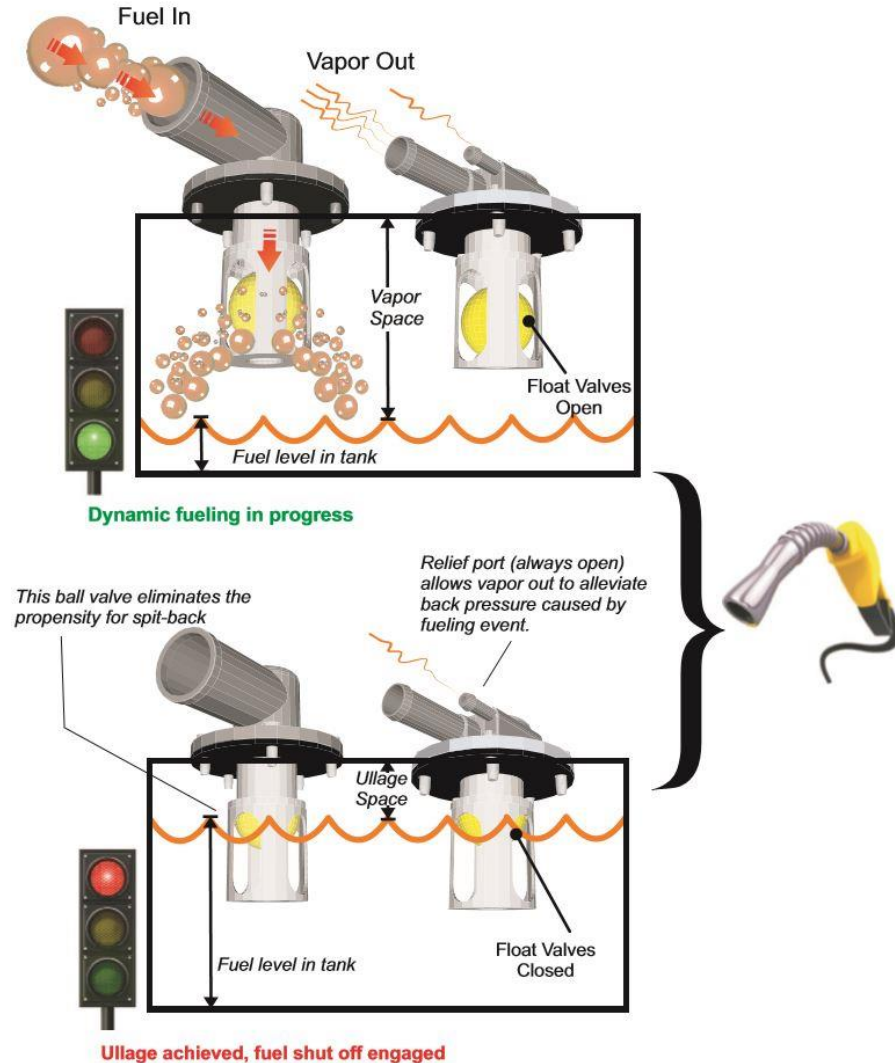 Fuel In
Vapor Out
Vapor
Space
Float Valves
Open
Fuel level in tank
Dynamic fueling in progress
Relief port (always open)
allows vapor out to alleviate
back pressure caused by
fueling event.
This ball valve eliminates the
propensity for spit-back
Ullage
Space
Float Valves
Closed
Fuel level in tank
Ullage achieved, fuel shut off engaged